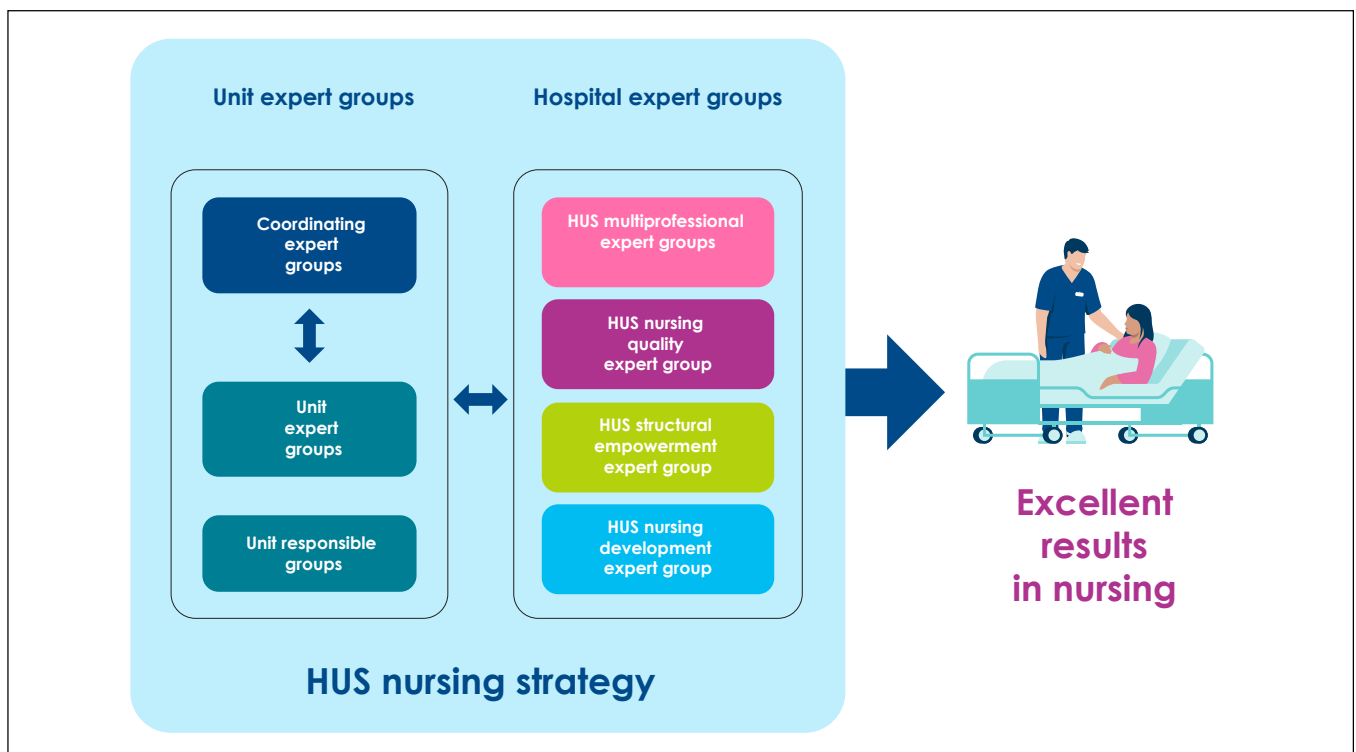 Unit expert groups
Coordinating
expert
groups
Unit
expert
groups
Unit responsible
groups
Hospital expert groups
HUS multiprofessional
expert groups
HUS nursing
quality
expert group
HUS structural
empowerment
expert group
HUS nursing
development
expert group
HUS nursing strategy
Excellent
results
in nursing